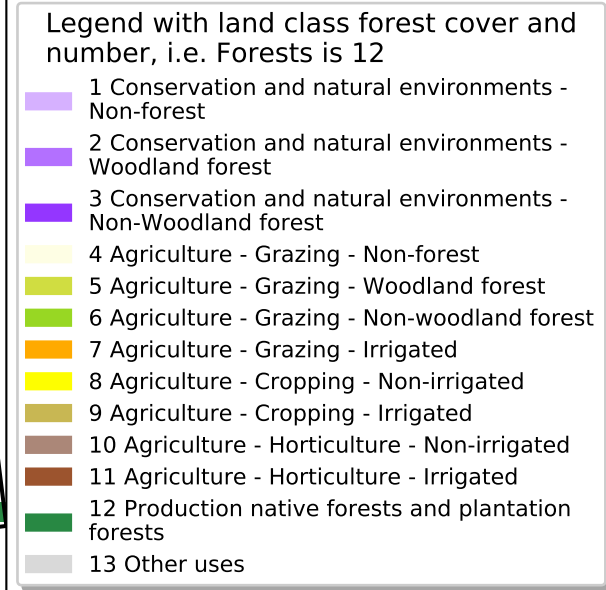 Legend with land class forest cover and
number, i.e. Forests is 12
1 Conservation and natural environments -
Non-forest
2 Conservation and natural environments -
Woodland forest
3 Conservation and natural environments -
Non-Woodland forest
4 Agriculture - Grazing - Non-forest
5 Agriculture - Grazing - Woodland forest
6 Agriculture - Grazing - Non-woodland forest
7 Agriculture - Grazing - Irrigated
8 Agriculture - Cropping - Non-irrigated
9 Agriculture - Cropping - Irrigated
10 Agriculture - Horticulture - Non-irrigated
11 Agriculture - Horticulture - Irrigated
12 Production native forests and plantation
forests
13 Other uses